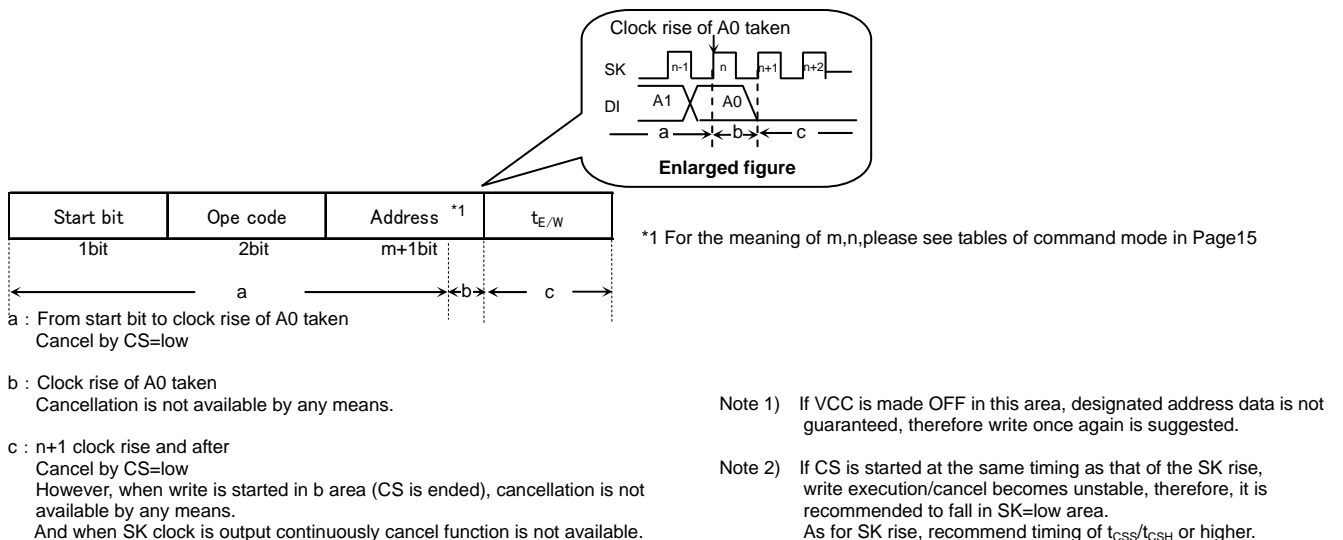 Clock rise of A0 taken
SK n-1 n n+1 n+2
DI A1 A0
a b c
Enlarged figure
Start bit Ope code Address *1 tE/W
1bit 2bit m+1bit
*1 For the meaning of m,n,please see tables of command mode in Page15
a b c
a : From start bit to clock rise of A0 taken
Cancel by CS=low
b : Clock rise of A0 taken
Cancellation is not available by any means.
c : n+1 clock rise and after
Cancel by CS=low
However, when write is started in b area (CS is ended), cancellation is not
available by any means.
And when SK clock is output continuously cancel function is not available.
Note 1) If VCC is made OFF in this area, designated address data is not
guaranteed, therefore write once again is suggested.
Note 2) If CS is started at the same timing as that of the SK rise,
write execution/cancel becomes unstable, therefore, it is
recommended to fall in SK=low area.
As for SK rise, recommend timing of tCSS/tCSH or higher.